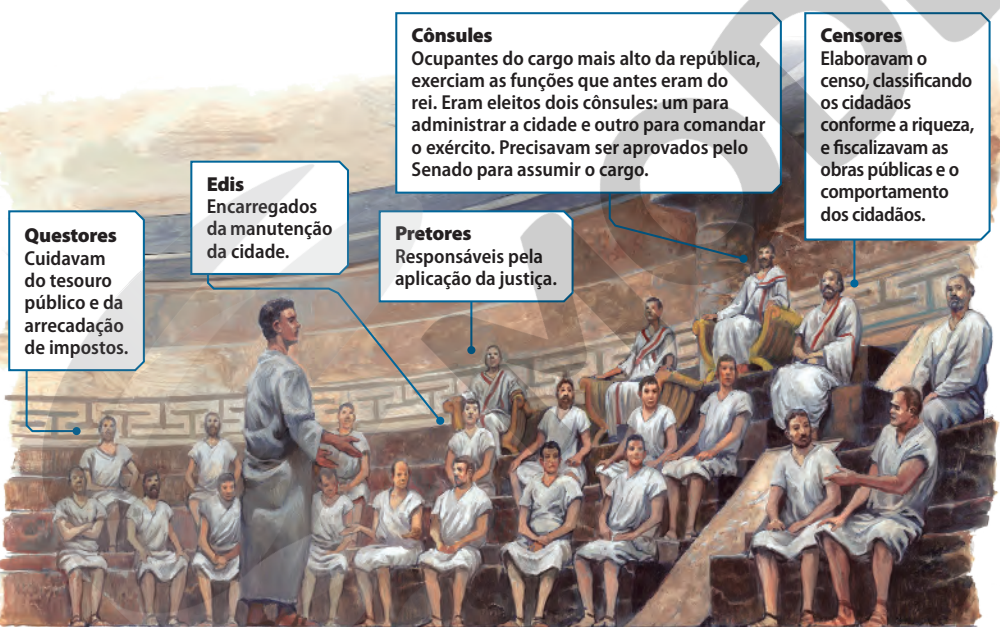 Cônsules
Ocupantes do cargo mais alto da república,
exerciam as funções que antes eram do
rei. Eram eleitos dois cônsules: um para
administrar a cidade e outro para comandar
o exército. Precisavam ser aprovados pelo
Senado para assumir o cargo.
Censores
Elaboravam o
censo, classificando
os cidadãos
conforme a riqueza,
e fiscalizavam as
obras públicas e o
comportamento
dos cidadãos.
Edis
Encarregados
da manutenção
da cidade.
Pretores
Responsáveis pela
aplicação da justiça.
Questores
Cuidavam
do tesouro
público e da
arrecadação
de impostos.